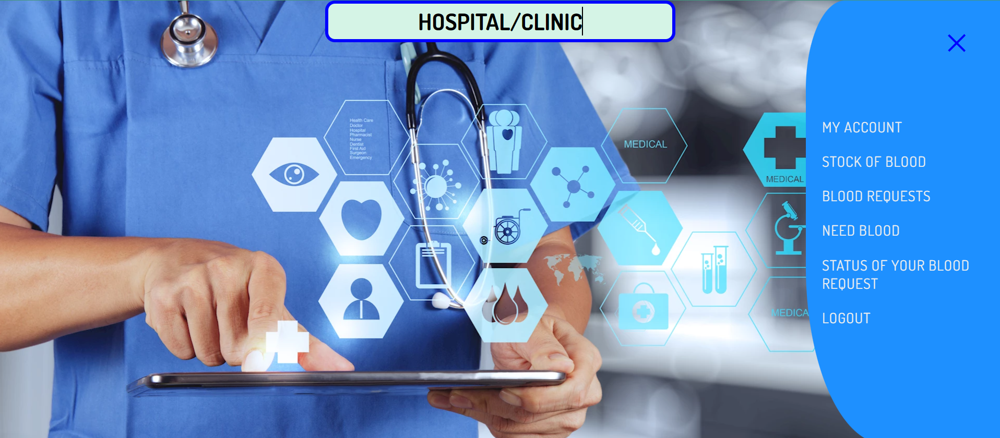 HOSPITAL/CLINIC
Health Care
Doctor
Hospital
Pharmacist
Nurse
Dentist
First Aid
Surgeon
Emergency
MEDICAL
MEDICAL
MEDICA
MY ACCOUNT
STOCK OF BLOOD
BLOOD REQUESTS
NEED BLOOD
STATUS OF YOUR BLOOD
REQUEST
LOGOUT